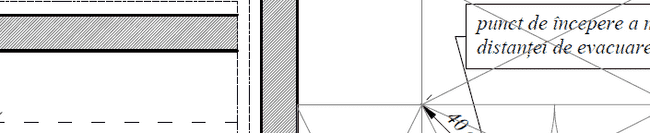 punct de începere a
distanței de evacuare
40